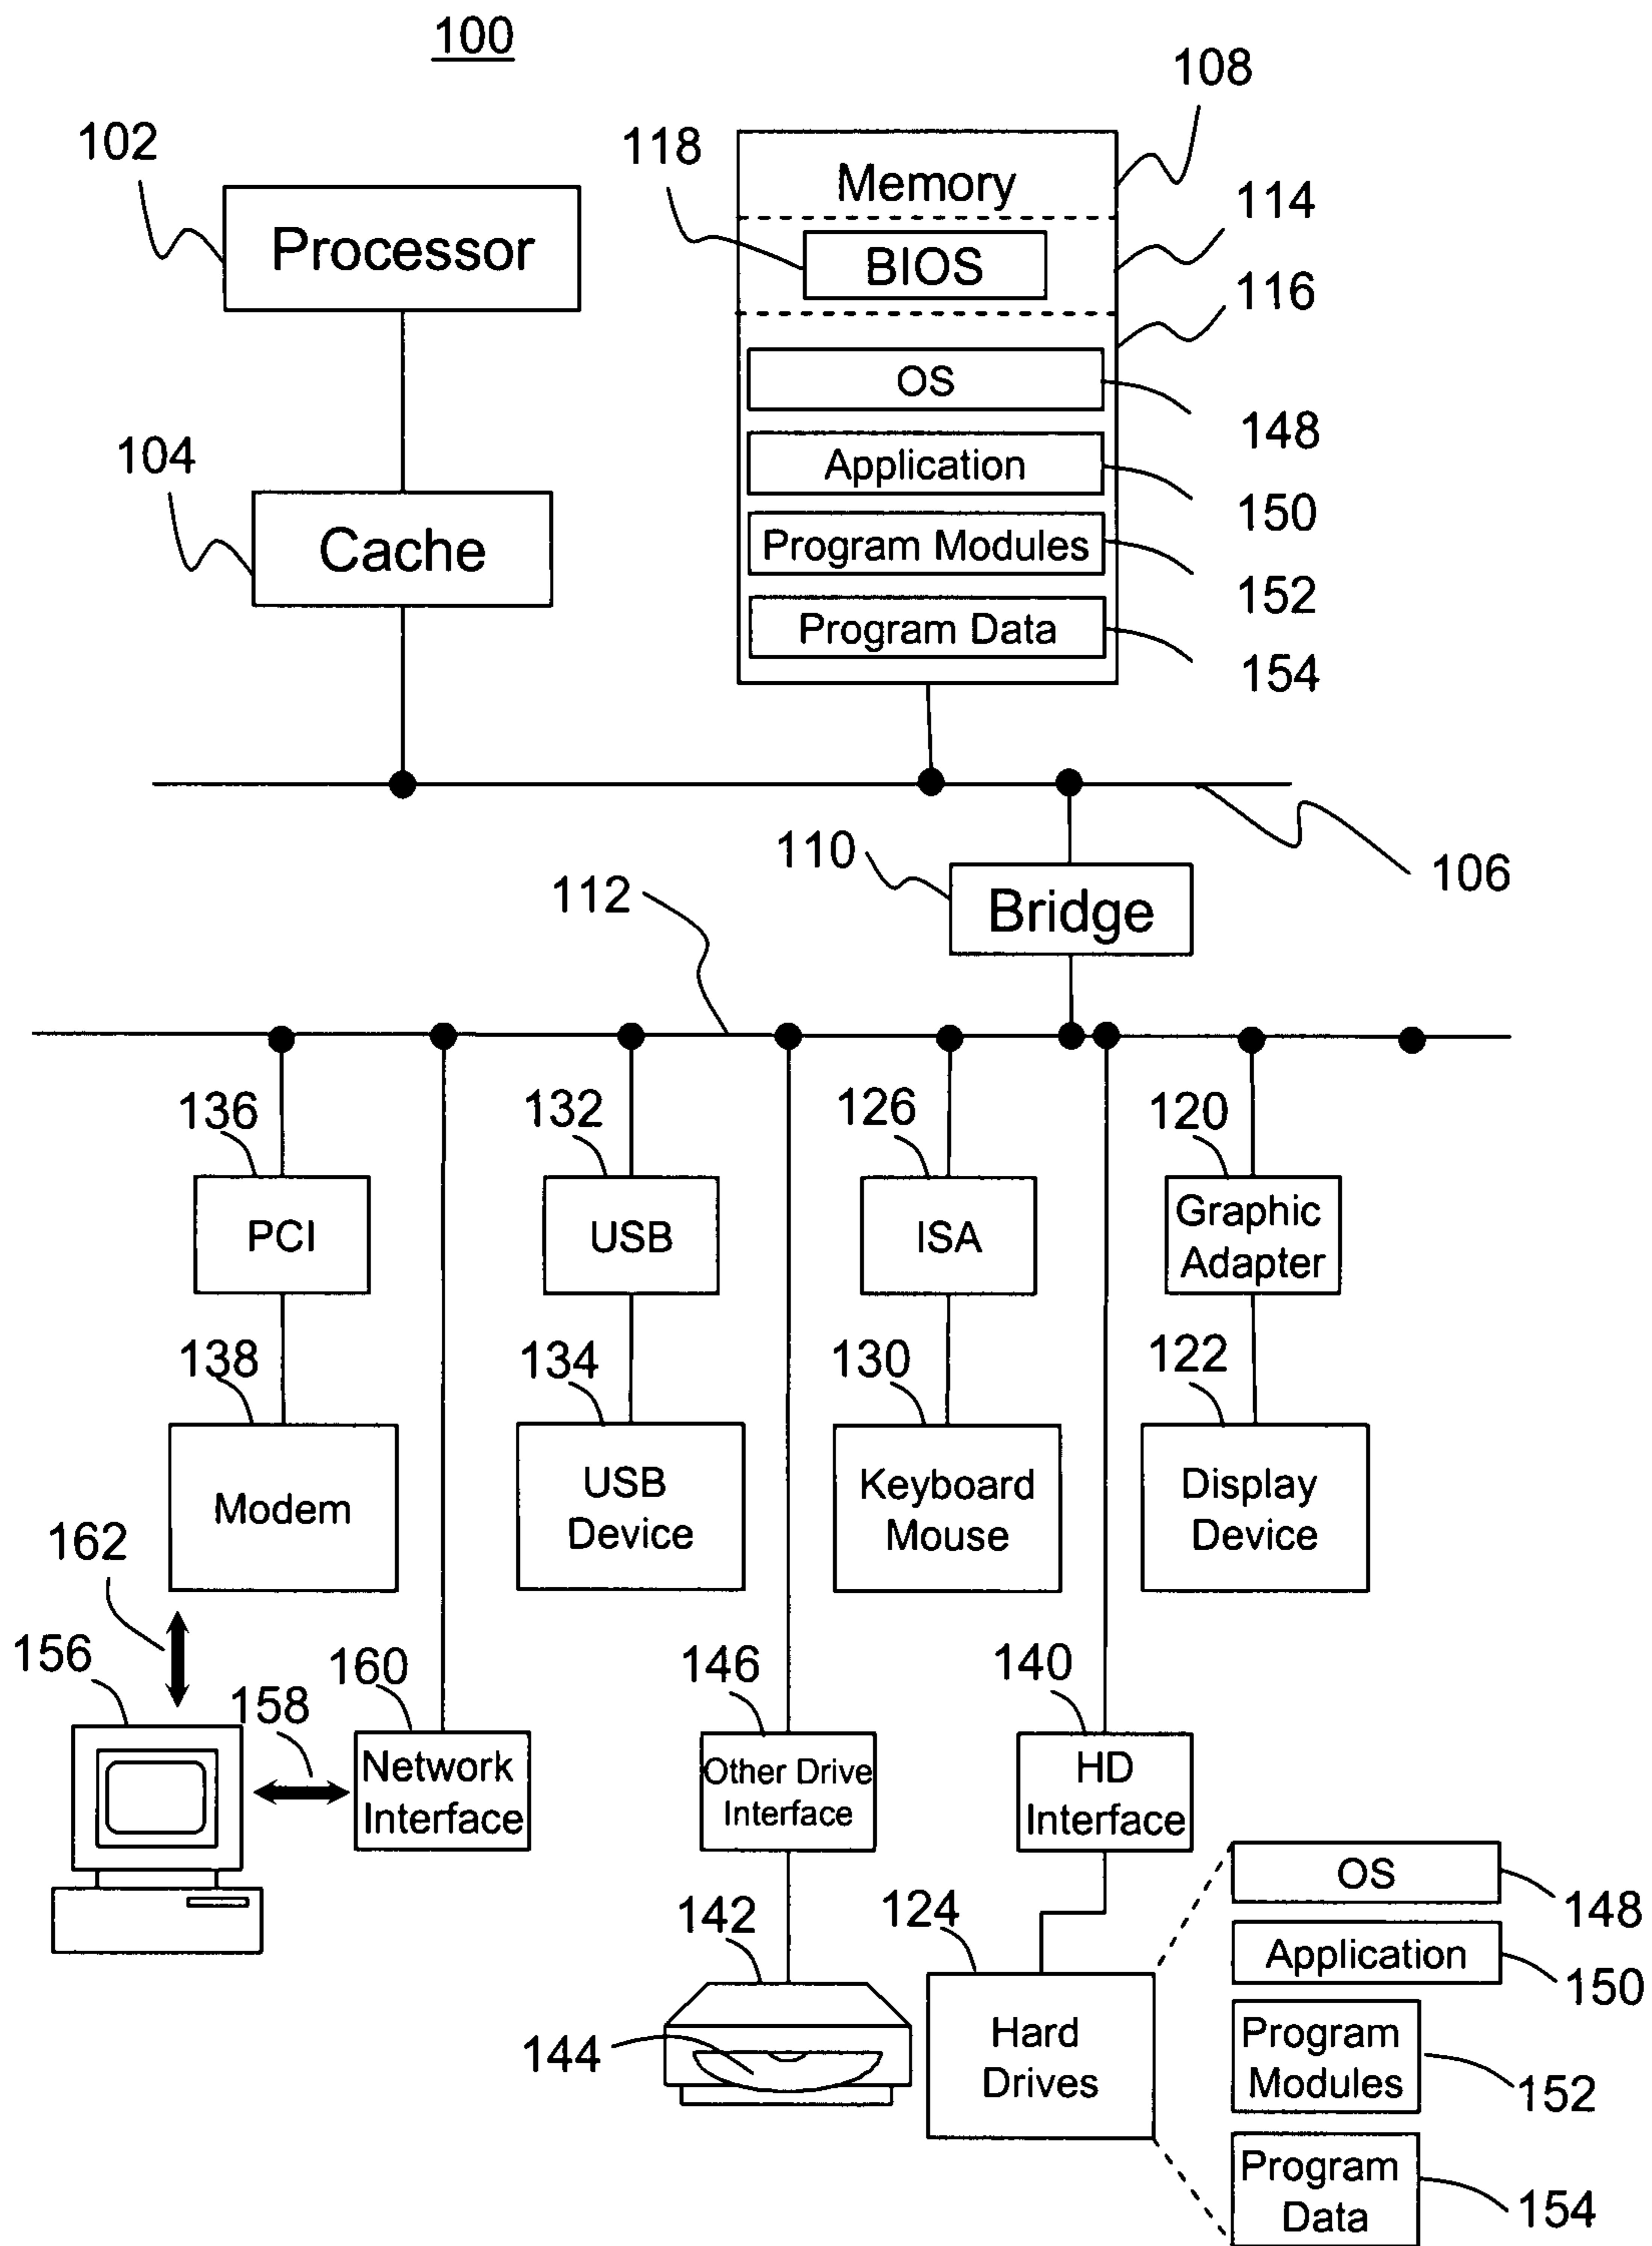 100
108
102
118
Memory
114
Processor
BIOS
116
OS
148
104
Application
150
Cache
Program Modules
152
Program Data
154
110
106
Bridge
112
136
132
126
120
PCI
USB
ISA
Graphic
Adapter
138
134
130
122
Modem
USB
Device
Keyboard
Mouse
Display
Device
162
156
158
160
146
140
Network
Interface
Other Drive
Interface
HD
Interface
OS
148
142
124
Application
150
144
Hard
Drives
Program
Modules
152
Program
Data
154